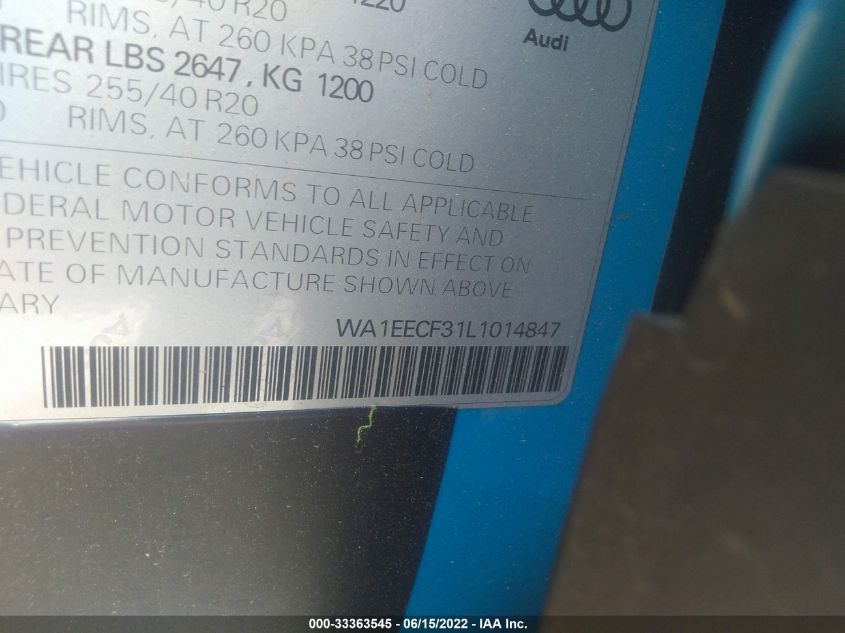 40 R20
RIMS, AT 260 KPA 38 PSI COLD
REAR LBS 2647, KG 1200
255/40 R20
RIMS, AT 260 KPA 38 PSI COLD
EHICLE CONFORMS TO ALL APPLICABLE
DERAL MOTOR VEHICLE SAFETY AND
PREVENTION STANDARDS IN EFFECT ON
ATE OF MANUFACTURE SHOWN ABOVE
ARY
WA1EECF31L1014847
Audi
000-33363545 - 06/15/2022 - IAA Inc.